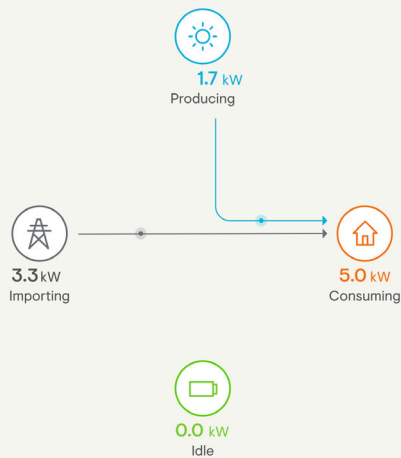 1.7 kW
Producing
3.3 kW
Importing
5.0 kW
Consuming
0.0 kW
Idle